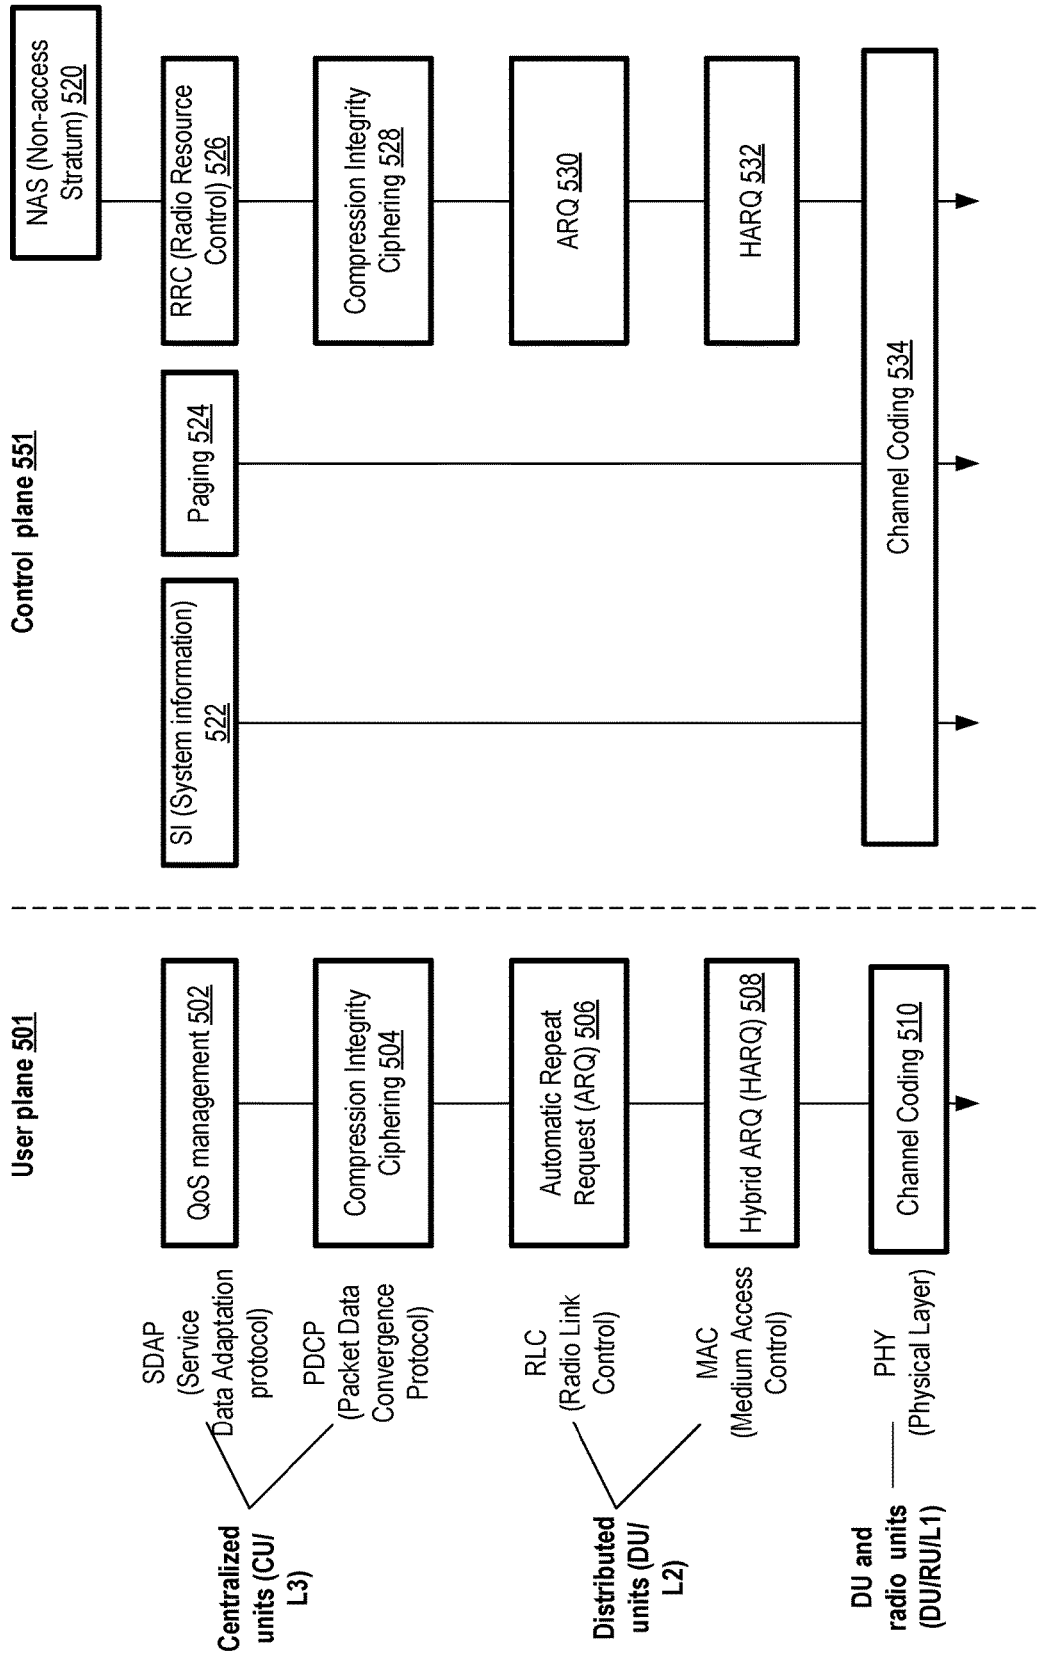 User plane 501
Control plane 551
NAS (Non-access
Stratum) 520
Centralized
units (CU/
L3)
SDAP
(Service
Data Adaptation
protocol)
QoS management 502
SI (System information)
522
Paging 524
RRC (Radio Resource
Control) 526
PDCP
(Packet Data
Convergence
Protocol)
Compression Integrity
Ciphering 504
Compression Integrity
Ciphering 528
Distributed
units (DU/
L2)
RLC
(Radio Link
Control)
Automatic Repeat
Request (ARQ) 506
ARQ 530
MAC
(Medium Access
Control)
Hybrid ARQ (HARQ) 508
HARQ 532
DU and
radio units
(DU/RU/L1)
PHY
(Physical Layer)
Channel Coding 510
Channel Coding 534